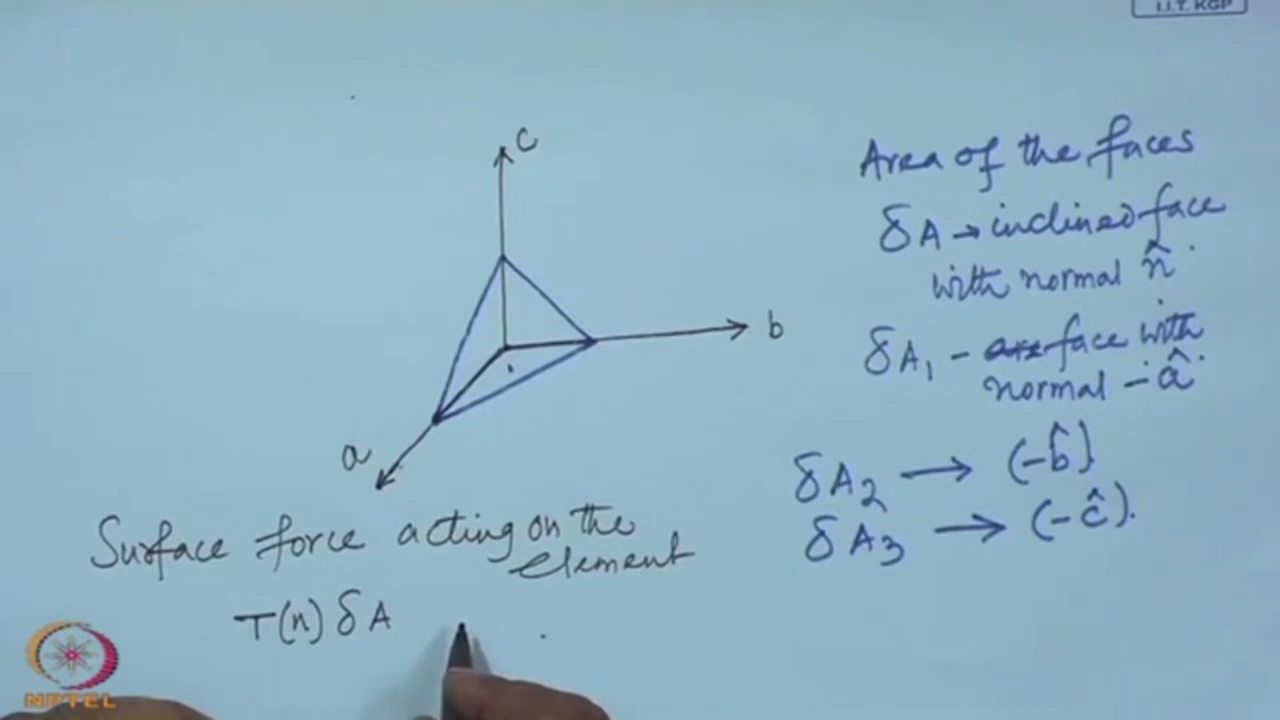 I.I.T. KGP
c
b
a
Area of the faces
δA → inclined face
with normal n̂.
δA₁ - face with
normal -â.
δA₂ → (-b̂)
δA₃ → (-ĉ).
Surface force acting on the
element
T(n) δA
NPTEL